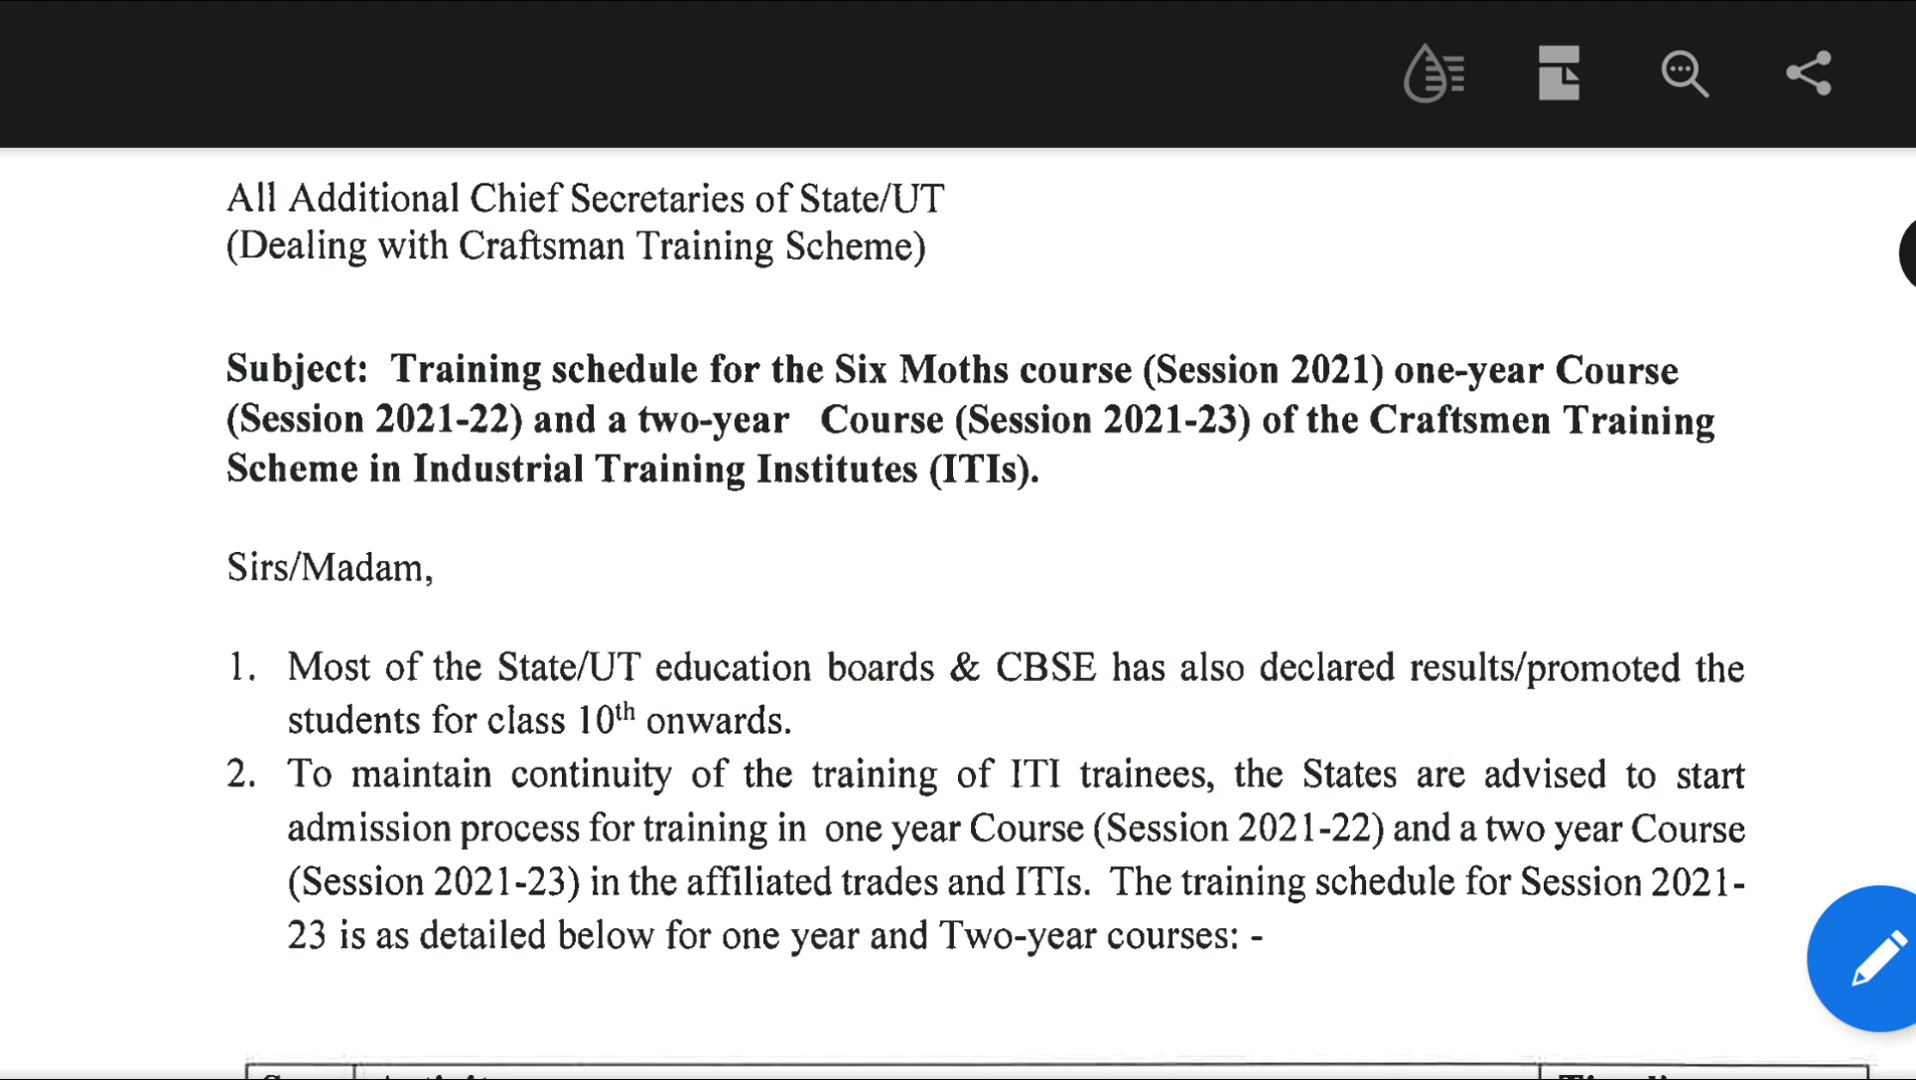 All Additional Chief Secretaries of State/UT
(Dealing with Craftsman Training Scheme)
Subject: Training schedule for the Six Moths course (Session 2021) one-year Course
(Session 2021-22) and a two-year Course (Session 2021-23) of the Craftsmen Training
Scheme in Industrial Training Institutes (ITIs).
Sirs/Madam,
1. Most of the State/UT education boards & CBSE has also declared results/promoted the
students for class 10th onwards.
2. To maintain continuity of the training of ITI trainees, the States are advised to start
admission process for training in one year Course (Session 2021-22) and a two year Course
(Session 2021-23) in the affiliated trades and ITIs. The training schedule for Session 2021-
23 is as detailed below for one year and Two-year courses: -